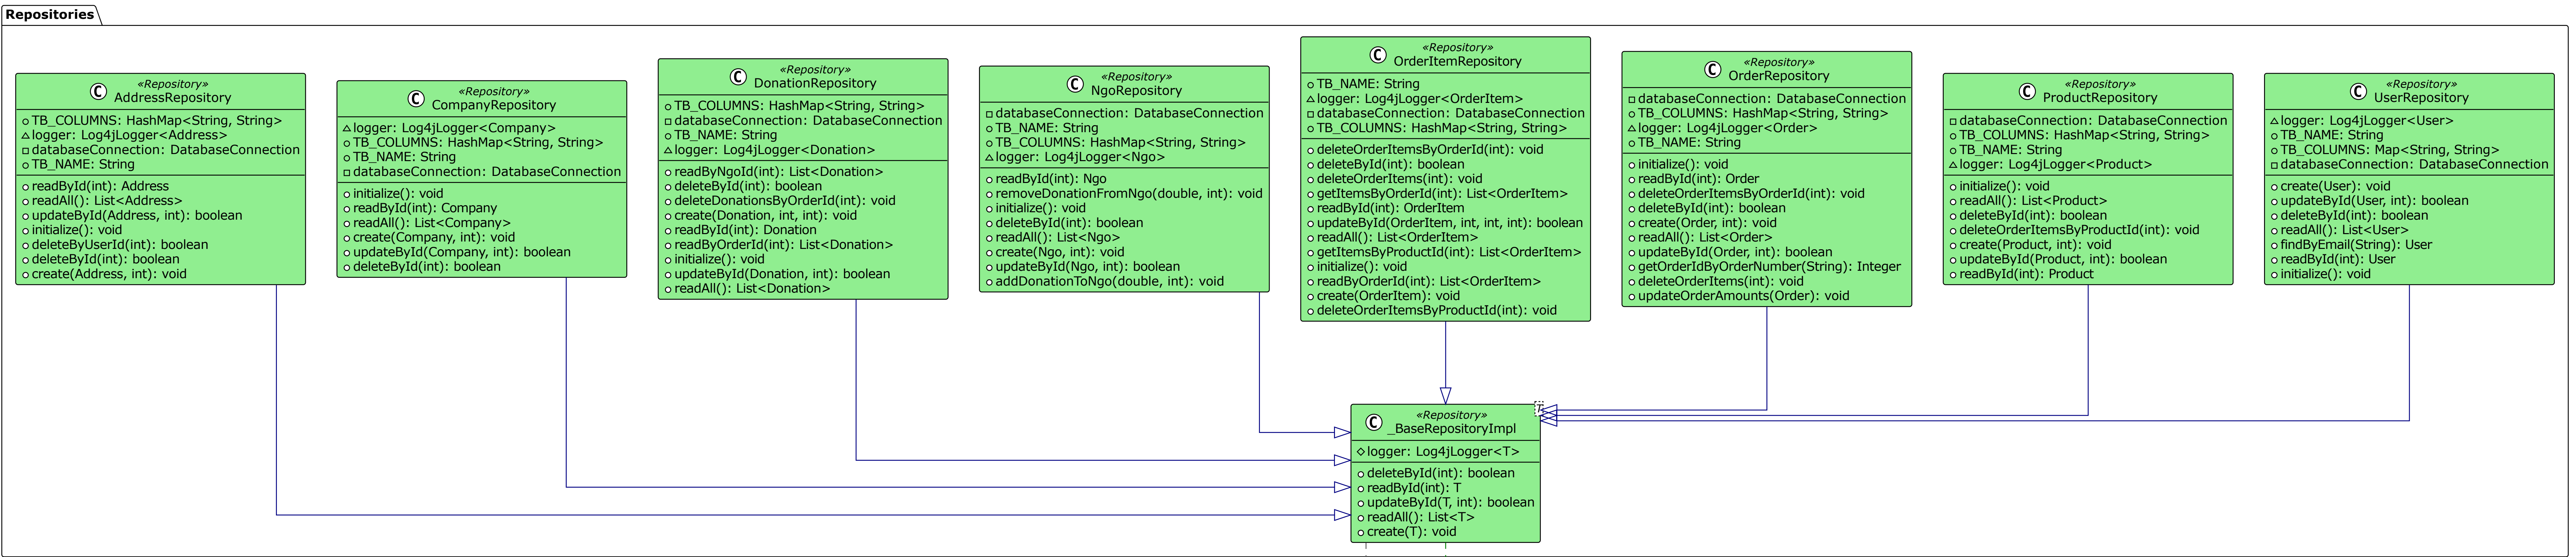 Repositories
«Repository»
AddressRepository
TB_COLUMNS: HashMap<String, String>
logger: Log4jLogger<Address>
databaseConnection: DatabaseConnection
TB_NAME: String
readById(int): Address
readAll(): List<Address>
updateById(Address, int): boolean
initialize(): void
deleteByUserId(int): boolean
deleteById(int): boolean
create(Address, int): void
«Repository»
CompanyRepository
logger: Log4jLogger<Company>
TB_COLUMNS: HashMap<String, String>
TB_NAME: String
databaseConnection: DatabaseConnection
initialize(): void
readById(int): Company
readAll(): List<Company>
create(Company, int): void
updateById(Company, int): boolean
deleteById(int): boolean
«Repository»
DonationRepository
TB_COLUMNS: HashMap<String, String>
databaseConnection: DatabaseConnection
TB_NAME: String
logger: Log4jLogger<Donation>
readByNgoId(int): List<Donation>
deleteById(int): boolean
deleteDonationsByOrderId(int): void
create(Donation, int, int): void
readById(int): Donation
readByOrderId(int): List<Donation>
initialize(): void
updateById(Donation, int): boolean
readAll(): List<Donation>
«Repository»
NgoRepository
databaseConnection: DatabaseConnection
TB_NAME: String
TB_COLUMNS: HashMap<String, String>
logger: Log4jLogger<Ngo>
readById(int): Ngo
removeDonationFromNgo(double, int): void
initialize(): void
deleteById(int): boolean
readAll(): List<Ngo>
create(Ngo, int): void
updateById(Ngo, int): boolean
addDonationToNgo(double, int): void
«Repository»
OrderItemRepository
TB_NAME: String
logger: Log4jLogger<OrderItem>
databaseConnection: DatabaseConnection
TB_COLUMNS: HashMap<String, String>
deleteOrderItemsByOrderId(int): void
deleteById(int): boolean
deleteOrderItems(int): void
getItemsByOrderId(int): List<OrderItem>
readById(int): OrderItem
updateById(OrderItem, int, int, int): boolean
readAll(): List<OrderItem>
getItemsByProductId(int): List<OrderItem>
initialize(): void
readByOrderId(int): List<OrderItem>
create(OrderItem): void
deleteOrderItemsByProductId(int): void
«Repository»
OrderRepository
databaseConnection: DatabaseConnection
TB_COLUMNS: HashMap<String, String>
logger: Log4jLogger<Order>
TB_NAME: String
initialize(): void
readById(int): Order
deleteOrderItemsByOrderId(int): void
deleteById(int): boolean
create(Order, int): void
readAll(): List<Order>
updateById(Order, int): boolean
getOrderIdByOrderNumber(String): Integer
deleteOrderItems(int): void
updateOrderAmounts(Order): void
«Repository»
ProductRepository
databaseConnection: DatabaseConnection
TB_COLUMNS: HashMap<String, String>
TB_NAME: String
logger: Log4jLogger<Product>
initialize(): void
readAll(): List<Product>
deleteById(int): boolean
deleteOrderItemsByProductId(int): void
create(Product, int): void
updateById(Product, int): boolean
readById(int): Product
«Repository»
UserRepository
logger: Log4jLogger<User>
TB_NAME: String
TB_COLUMNS: Map<String, String>
databaseConnection: DatabaseConnection
create(User): void
updateById(User, int): boolean
deleteById(int): boolean
readAll(): List<User>
findByEmail(String): User
readById(int): User
initialize(): void
«Repository»
_BaseRepositoryImpl
logger: Log4jLogger<T>
deleteById(int): boolean
readById(int): T
updateById(T, int): boolean
readAll(): List<T>
create(T): void